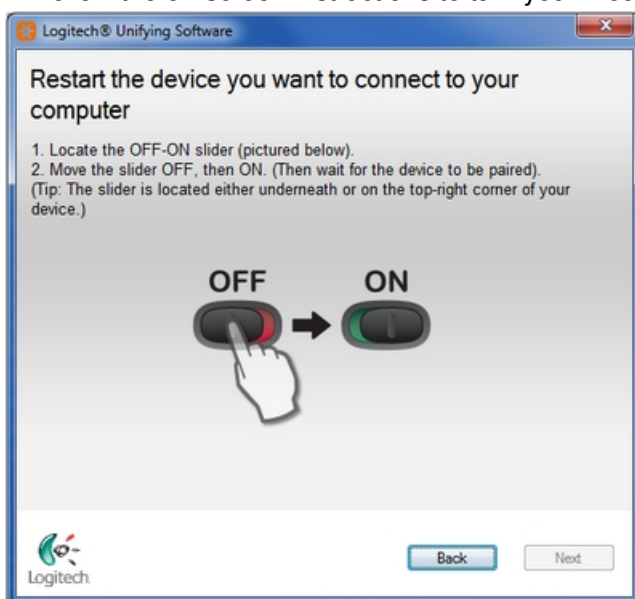 Logitech® Unifying Software
Restart the device you want to connect to your
computer
1. Locate the OFF-ON slider (pictured below).
2. Move the slider OFF, then ON. (Then wait for the device to be paired).
(Tip: The slider is located either underneath or on the top-right corner of your
device.)
OFF ON
Logitech
Back Next